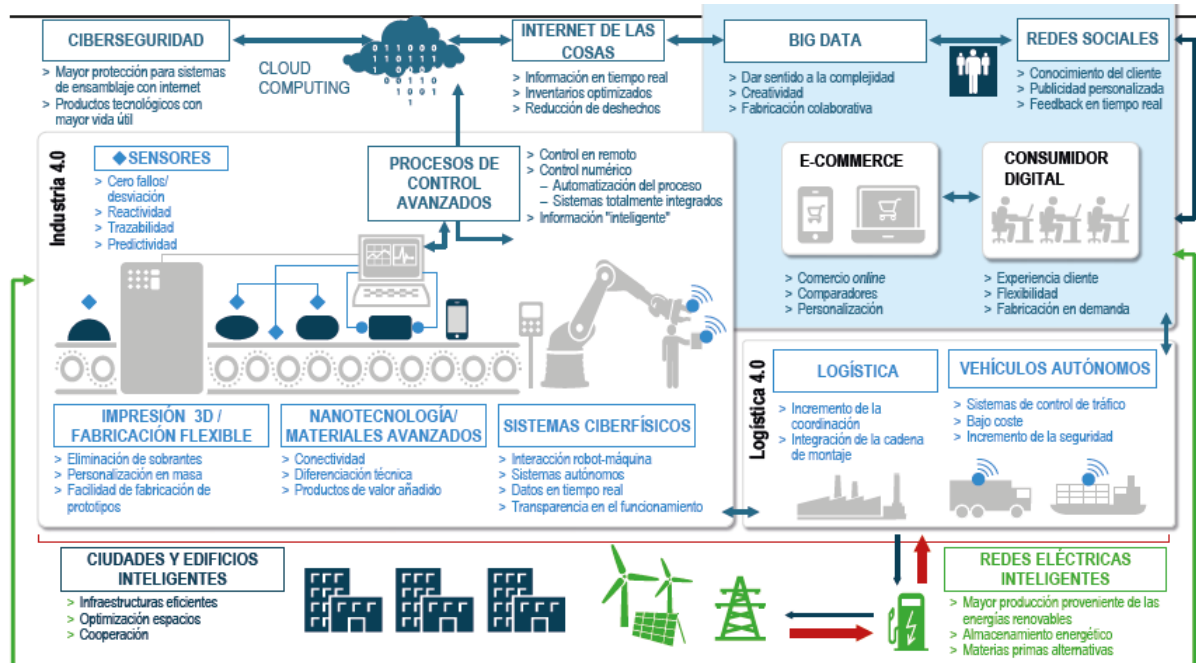 CIBERSEGURIDAD
> Mayor protección para sistemas
de ensamblaje con internet
> Productos tecnológicos con
mayor vida útil
CLOUD
COMPUTING
0 1 1 0 0 0
INTERNET DE LAS
COSAS
> Información en tiempo real
> Inventarios optimizados
> Reducción de deshechos
BIG DATA
> Dar sentido a la complejidad
> Creatividad
> Fabricación colaborativa
REDES SOCIALES
> Conocimiento del cliente
> Publicidad personalizada
> Feedback en tiempo real
Industria 4.0
SENSORES
> Cero fallos/
desviación
> Reactividad
> Trazabilidad
> Predictividad
PROCESOS DE
CONTROL
AVANZADOS
> Control en remoto
> Control numérico
– Automatización del proceso
– Sistemas totalmente integrados
> Información "inteligente"
E-COMMERCE
> Comercio online
> Comparadores
> Personalización
CONSUMIDOR
DIGITAL
> Experiencia cliente
> Flexibilidad
> Fabricación en demanda
IMPRESIÓN 3D /
FABRICACIÓN FLEXIBLE
> Eliminación de sobrantes
> Personalización en masa
> Facilidad de fabricación de
prototipos
NANOTECNOLOGÍA/
MATERIALES AVANZADOS
> Conectividad
> Diferenciación técnica
> Productos de valor añadido
SISTEMAS CIBERFÍSICOS
> Interacción robot-máquina
> Sistemas autónomos
> Datos en tiempo real
> Transparencia en el funcionamiento
Logística 4.0
LOGÍSTICA
> Incremento de la
coordinación
> Integración de la cadena
de montaje
VEHÍCULOS AUTÓNOMOS
> Sistemas de control de tráfico
> Bajo coste
> Incremento de la seguridad
CIUDADES Y EDIFICIOS
INTELIGENTES
> Infraestructuras eficientes
> Optimización espacios
> Cooperación
REDES ELÉCTRICAS
INTELIGENTES
> Mayor producción proveniente de las
energías renovables
> Almacenamiento energético
> Materias primas alternativas